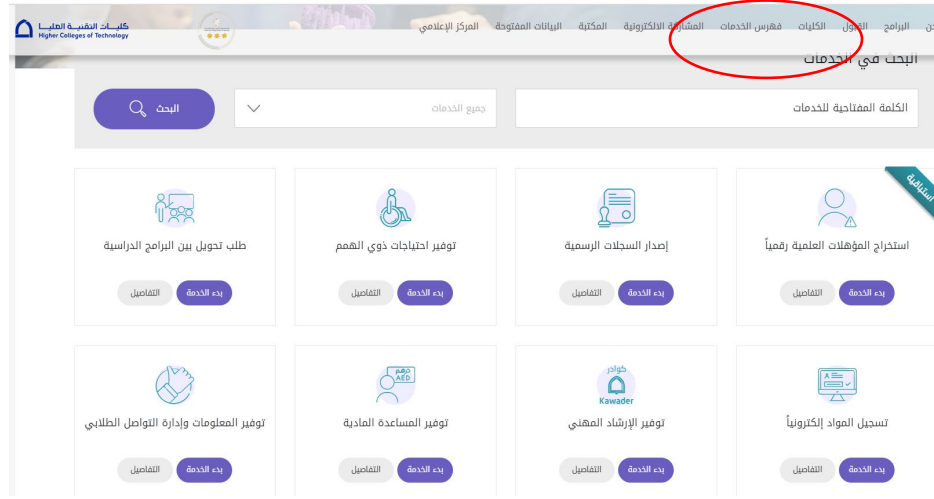 البرامج القبول الكليات فهرس الخدمات المشاركة الالكترونية المكتبة البيانات المفتوحة المركز الإعلامي
كليـــات التقنيـــة العليـــا
Higher Colleges of Technology
البحث في الخدمات
الكلمة المفتاحية للخدمات
جميع الخدمات
البحث
استباقية
استخراج المؤهلات العلمية رقمياً
بدء الخدمة التفاصيل
إصدار السجلات الرسمية
بدء الخدمة التفاصيل
توفير احتياجات ذوي الهمم
بدء الخدمة التفاصيل
طلب تحويل بين البرامج الدراسية
بدء الخدمة التفاصيل
تسجيل المواد إلكترونياً
بدء الخدمة التفاصيل
كوادر
Kawader
توفير الإرشاد المهني
بدء الخدمة التفاصيل
AED
توفير المساعدة المادية
بدء الخدمة التفاصيل
توفير المعلومات وإدارة التواصل الطلابي
بدء الخدمة التفاصيل